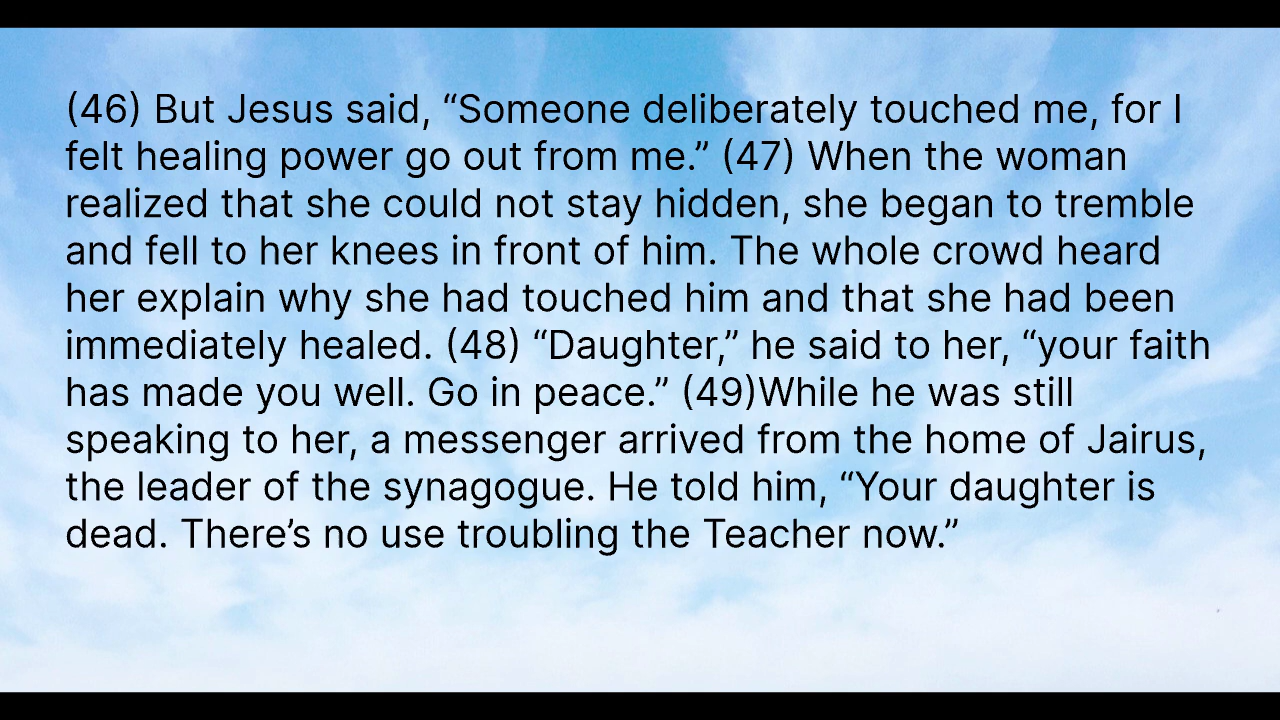 (46) But Jesus said, “Someone deliberately touched me, for I
felt healing power go out from me.” (47) When the woman
realized that she could not stay hidden, she began to tremble
and fell to her knees in front of him. The whole crowd heard
her explain why she had touched him and that she had been
immediately healed. (48) “Daughter,” he said to her, “your faith
has made you well. Go in peace.” (49)While he was still
speaking to her, a messenger arrived from the home of Jairus,
the leader of the synagogue. He told him, “Your daughter is
dead. There’s no use troubling the Teacher now.”